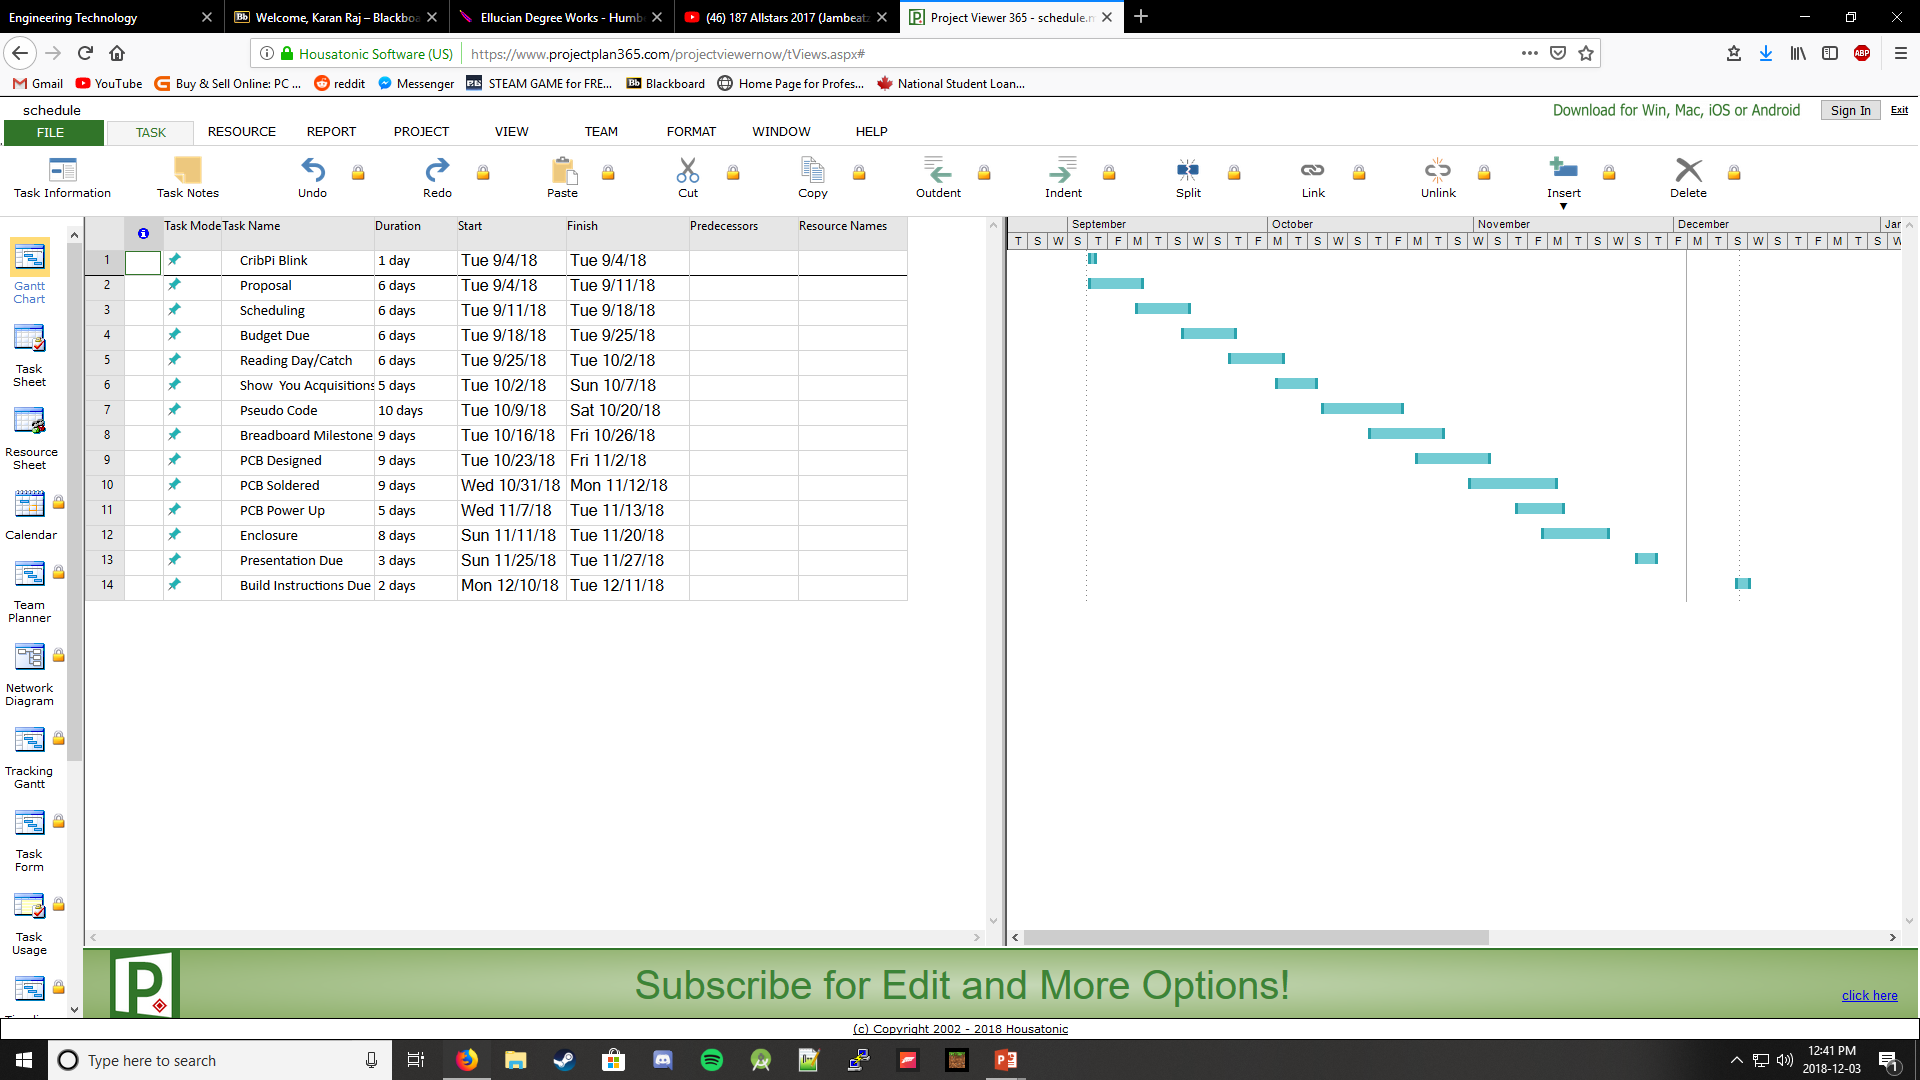 Engineering Technology
Welcome, Karan Raj – Blackbo
Ellucian Degree Works - Humb
(46) 187 Allstars 2017 (Jambeat
Project Viewer 365 - schedule.m
Housatonic Software (US)
https://www.projectplan365.com/projectviewernow/tViews.aspx#
Gmail
YouTube
Buy & Sell Online: PC ...
reddit
Messenger
STEAM GAME for FRE...
Blackboard
Home Page for Profes...
National Student Loan...
schedule
Download for Win, Mac, iOS or Android
Sign In
Exit
FILE TASK RESOURCE REPORT PROJECT VIEW TEAM FORMAT WINDOW HELP
Task Information Task Notes Undo Redo Paste Cut Copy Outdent Indent Split Link Unlink Insert Delete
Gantt
Chart
Task
Sheet
Resource
Sheet
Calendar
Team
Planner
Network
Diagram
Tracking
Gantt
Task
Form
Task
Usage
Task Mode Task Name Duration Start Finish Predecessors Resource Names
1 CribPi Blink 1 day Tue 9/4/18 Tue 9/4/18
2 Proposal 6 days Tue 9/4/18 Tue 9/11/18
3 Scheduling 6 days Tue 9/11/18 Tue 9/18/18
4 Budget Due 6 days Tue 9/18/18 Tue 9/25/18
5 Reading Day/Catch 6 days Tue 9/25/18 Tue 10/2/18
6 Show You Acquisitions 5 days Tue 10/2/18 Sun 10/7/18
7 Pseudo Code 10 days Tue 10/9/18 Sat 10/20/18
8 Breadboard Milestone 9 days Tue 10/16/18 Fri 10/26/18
9 PCB Designed 9 days Tue 10/23/18 Fri 11/2/18
10 PCB Soldered 9 days Wed 10/31/18 Mon 11/12/18
11 PCB Power Up 5 days Wed 11/7/18 Tue 11/13/18
12 Enclosure 8 days Sun 11/11/18 Tue 11/20/18
13 Presentation Due 3 days Sun 11/25/18 Tue 11/27/18
14 Build Instructions Due 2 days Mon 12/10/18 Tue 12/11/18
September October November December Jan
T S W S T F M T S W S T F M T S W S T F M T S W S T F M T S W S T F M T S W S T F M T S W
Subscribe for Edit and More Options!
click here
(c) Copyright 2002 - 2018 Housatonic
Type here to search
12:41 PM
2018-12-03
1